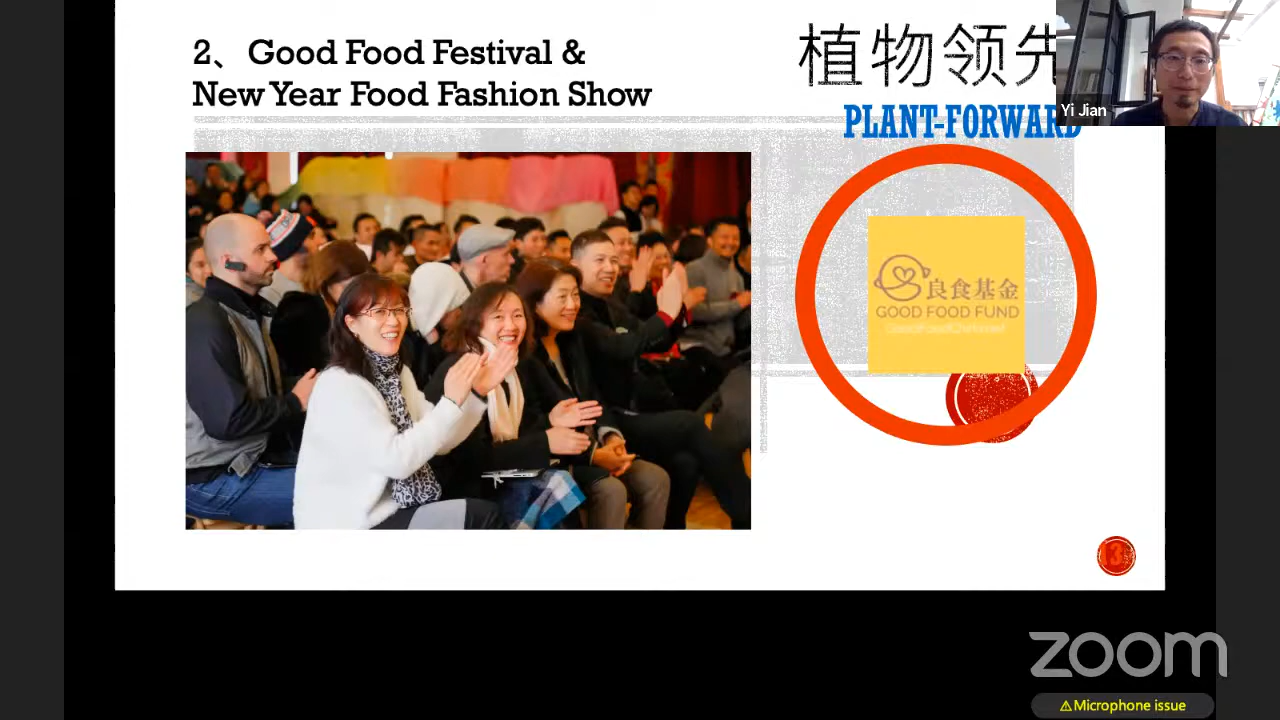 2、Good Food Festival &
New Year Food Fashion Show
植物领先
PLANT-FORWARD
Yi Jian
良食基金
GOOD FOOD FUND
13
zoom
⚠Microphone issue